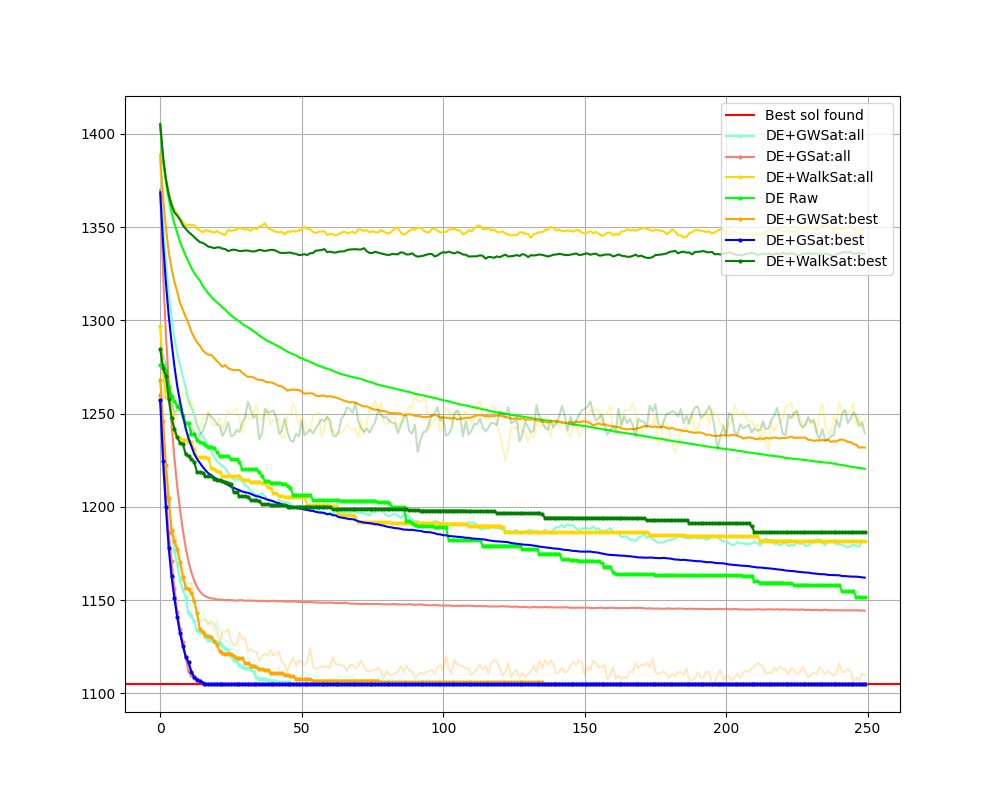 Best sol found
DE+GWSat:all
DE+GSat:all
DE+WalkSat:all
DE Raw
DE+GWSat:best
DE+GSat:best
DE+WalkSat:best
1400
1350
1300
1250
1200
1150
1100
0 50 100 150 200 250